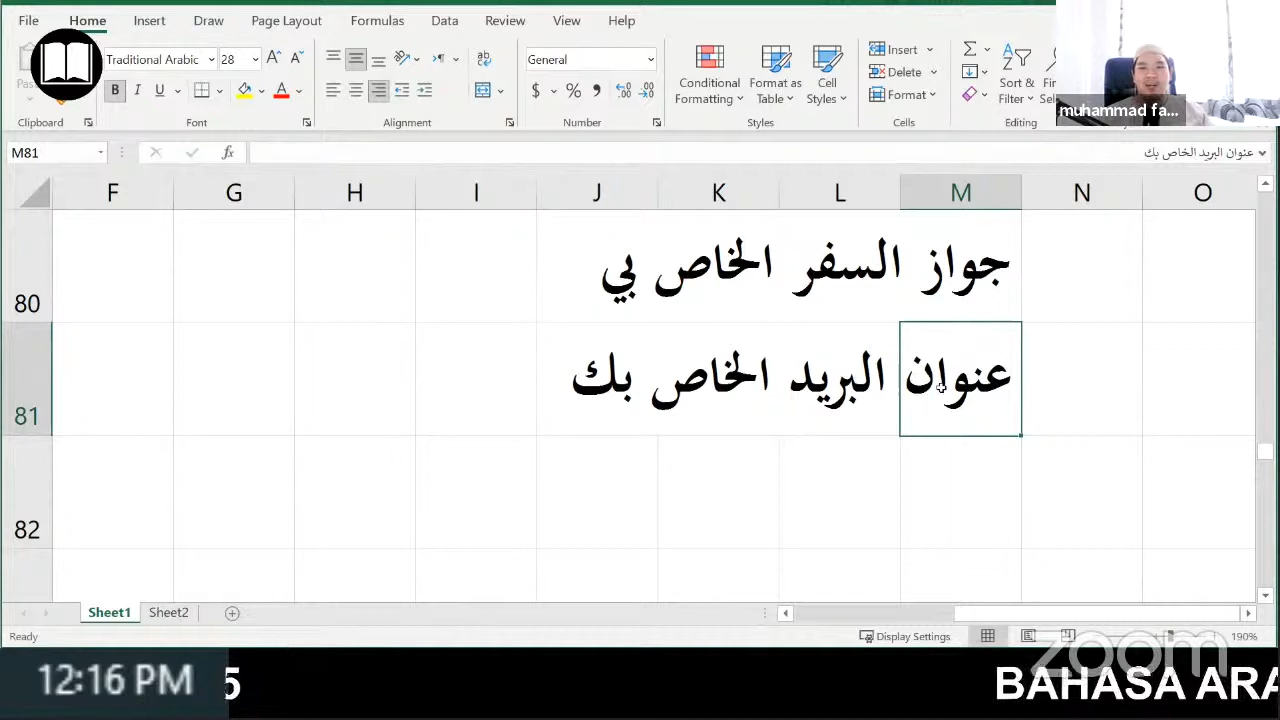 File Home Insert Draw Page Layout Formulas Data Review View Help
Traditional Arabic 28 General
Conditional Formatting Format as Table Cell Styles
Insert Delete Format
Sort & Filter
muhammad fa...
Clipboard Font Alignment Number Styles Cells Editing
M81 fx عنوان البريد الخاص بك
F G H I J K L M N O
80 جواز السفر الخاص بي
81 عنوان البريد الخاص بك
82
Sheet1 Sheet2
Ready Display Settings 190%
zoom
12:16 PM 5 BAHASA ARA